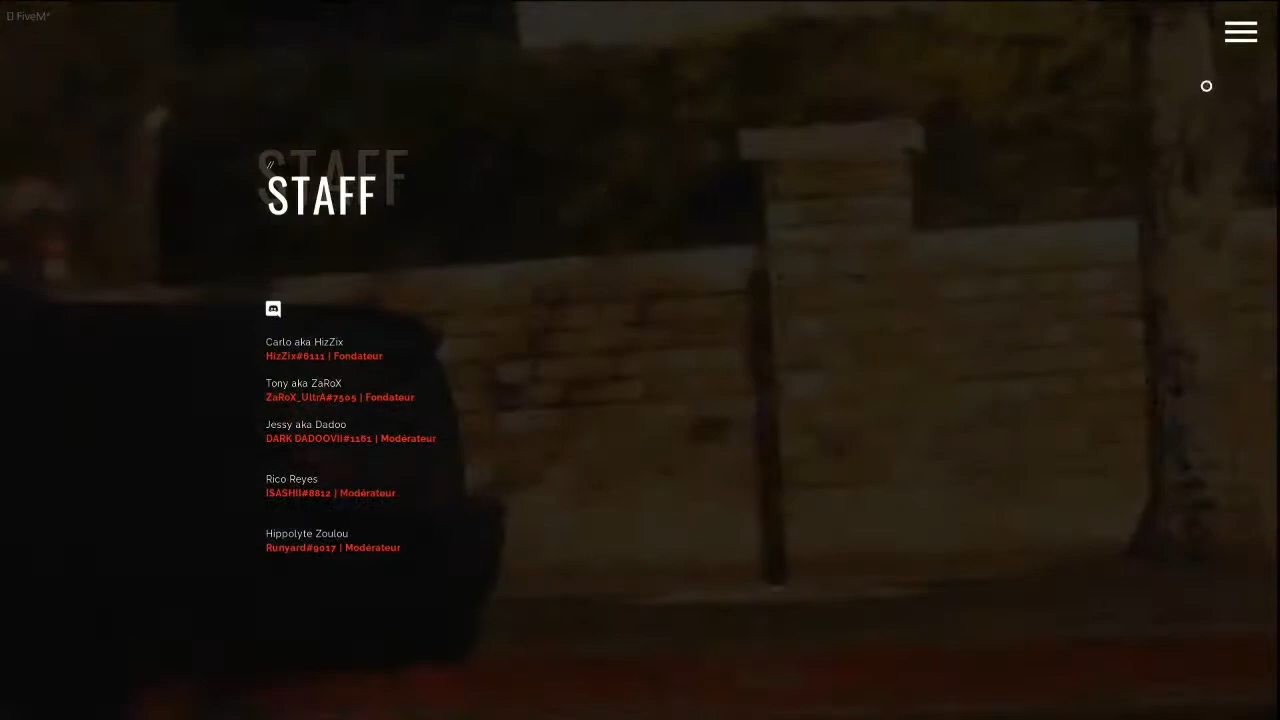 FiveM®
STAFF
//
STAFF
Carlo aka HizZix
HizZix#6111 | Fondateur
Tony aka ZaRoX
ZaRoX_UltrA#7505 | Fondateur
Jessy aka Dadoo
DARK DADOOVII#1161 | Modérateur
Rico Reyes
ISASHII#8812 | Modérateur
Hippolyte Zoulou
Runyard#9017 | Modérateur